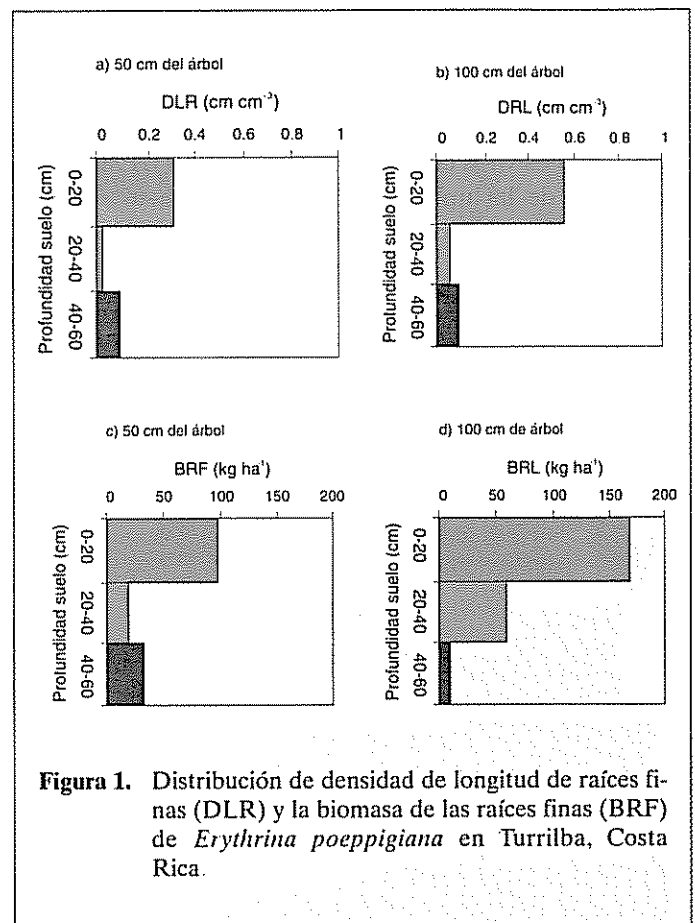 a) 50 cm del árbol
DLR (cm cm⁻³)
0 0.2 0.4 0.6 0.8 1
Profundidad suelo (cm)
0-20
20-40
40-60
b) 100 cm del árbol
DRL (cm cm⁻³)
0 0.2 0.6 0.6 0.8 1
Profundidad suelo (cm)
0-20
20-40
40-60
c) 50 cm del árbol
BRF (kg ha⁻¹)
0 50 100 150 200
Profundidad suelo (cm)
0-20
20-40
40-60
d) 100 cm de árbol
BRL (kg ha⁻¹)
0 50 100 150 200
Profundidad suelo (cm)
0-20
20-40
40-60
Figura 1. Distribución de densidad de longitud de raíces fi-
nas (DLR) y la biomasa de las raíces finas (BRF)
de Erythrina poeppigiana en Turrilba, Costa
Rica.